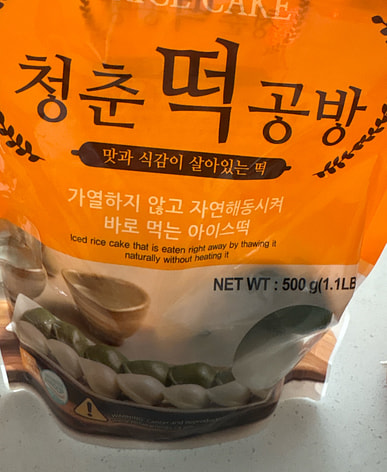 RICE CAKE
청춘떡공방
맛과 식감이 살아있는 떡
가열하지 않고 자연해동시켜
바로 먹는 아이스떡
Iced rice cake that is eaten right away by thawing it
naturally without heating it
NET WT : 500 g(1.1LB